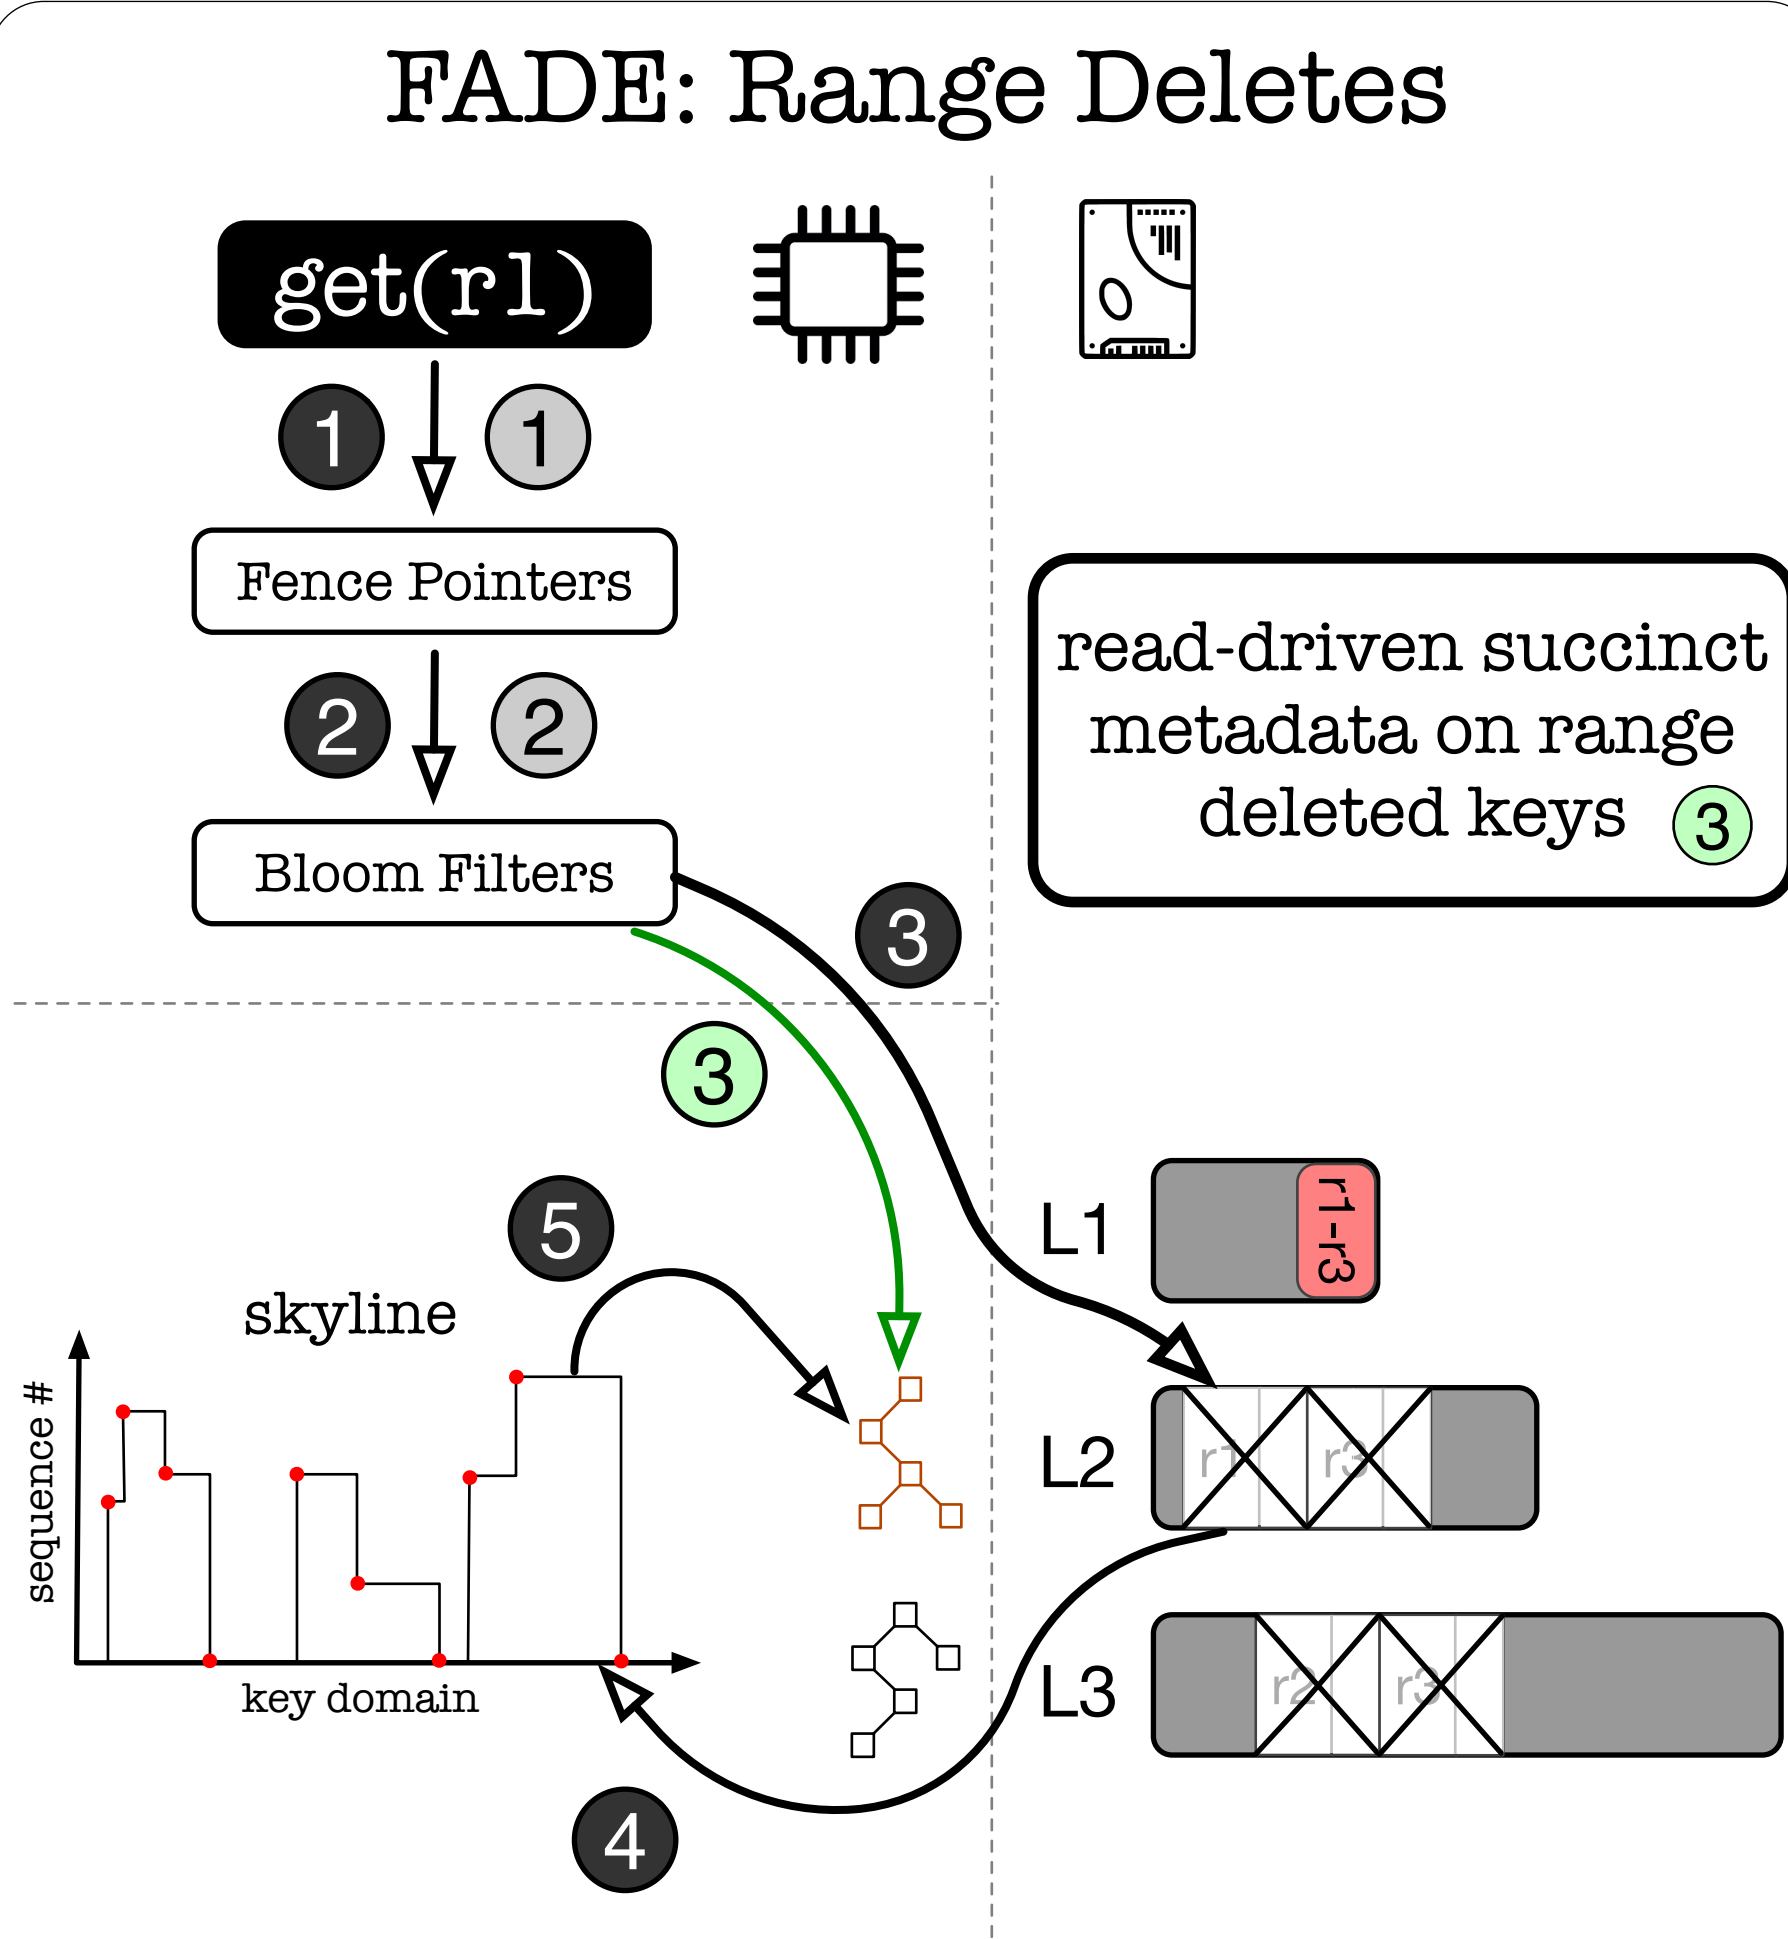 FADE: Range Deletes
get(r1)
1
1
Fence Pointers
2
2
Bloom Filters
read-driven succinct
metadata on range
deleted keys 3
3
3
5
skyline
sequence #
key domain
4
L1
r1-r3
L2
r1
r3
L3
r2
r3